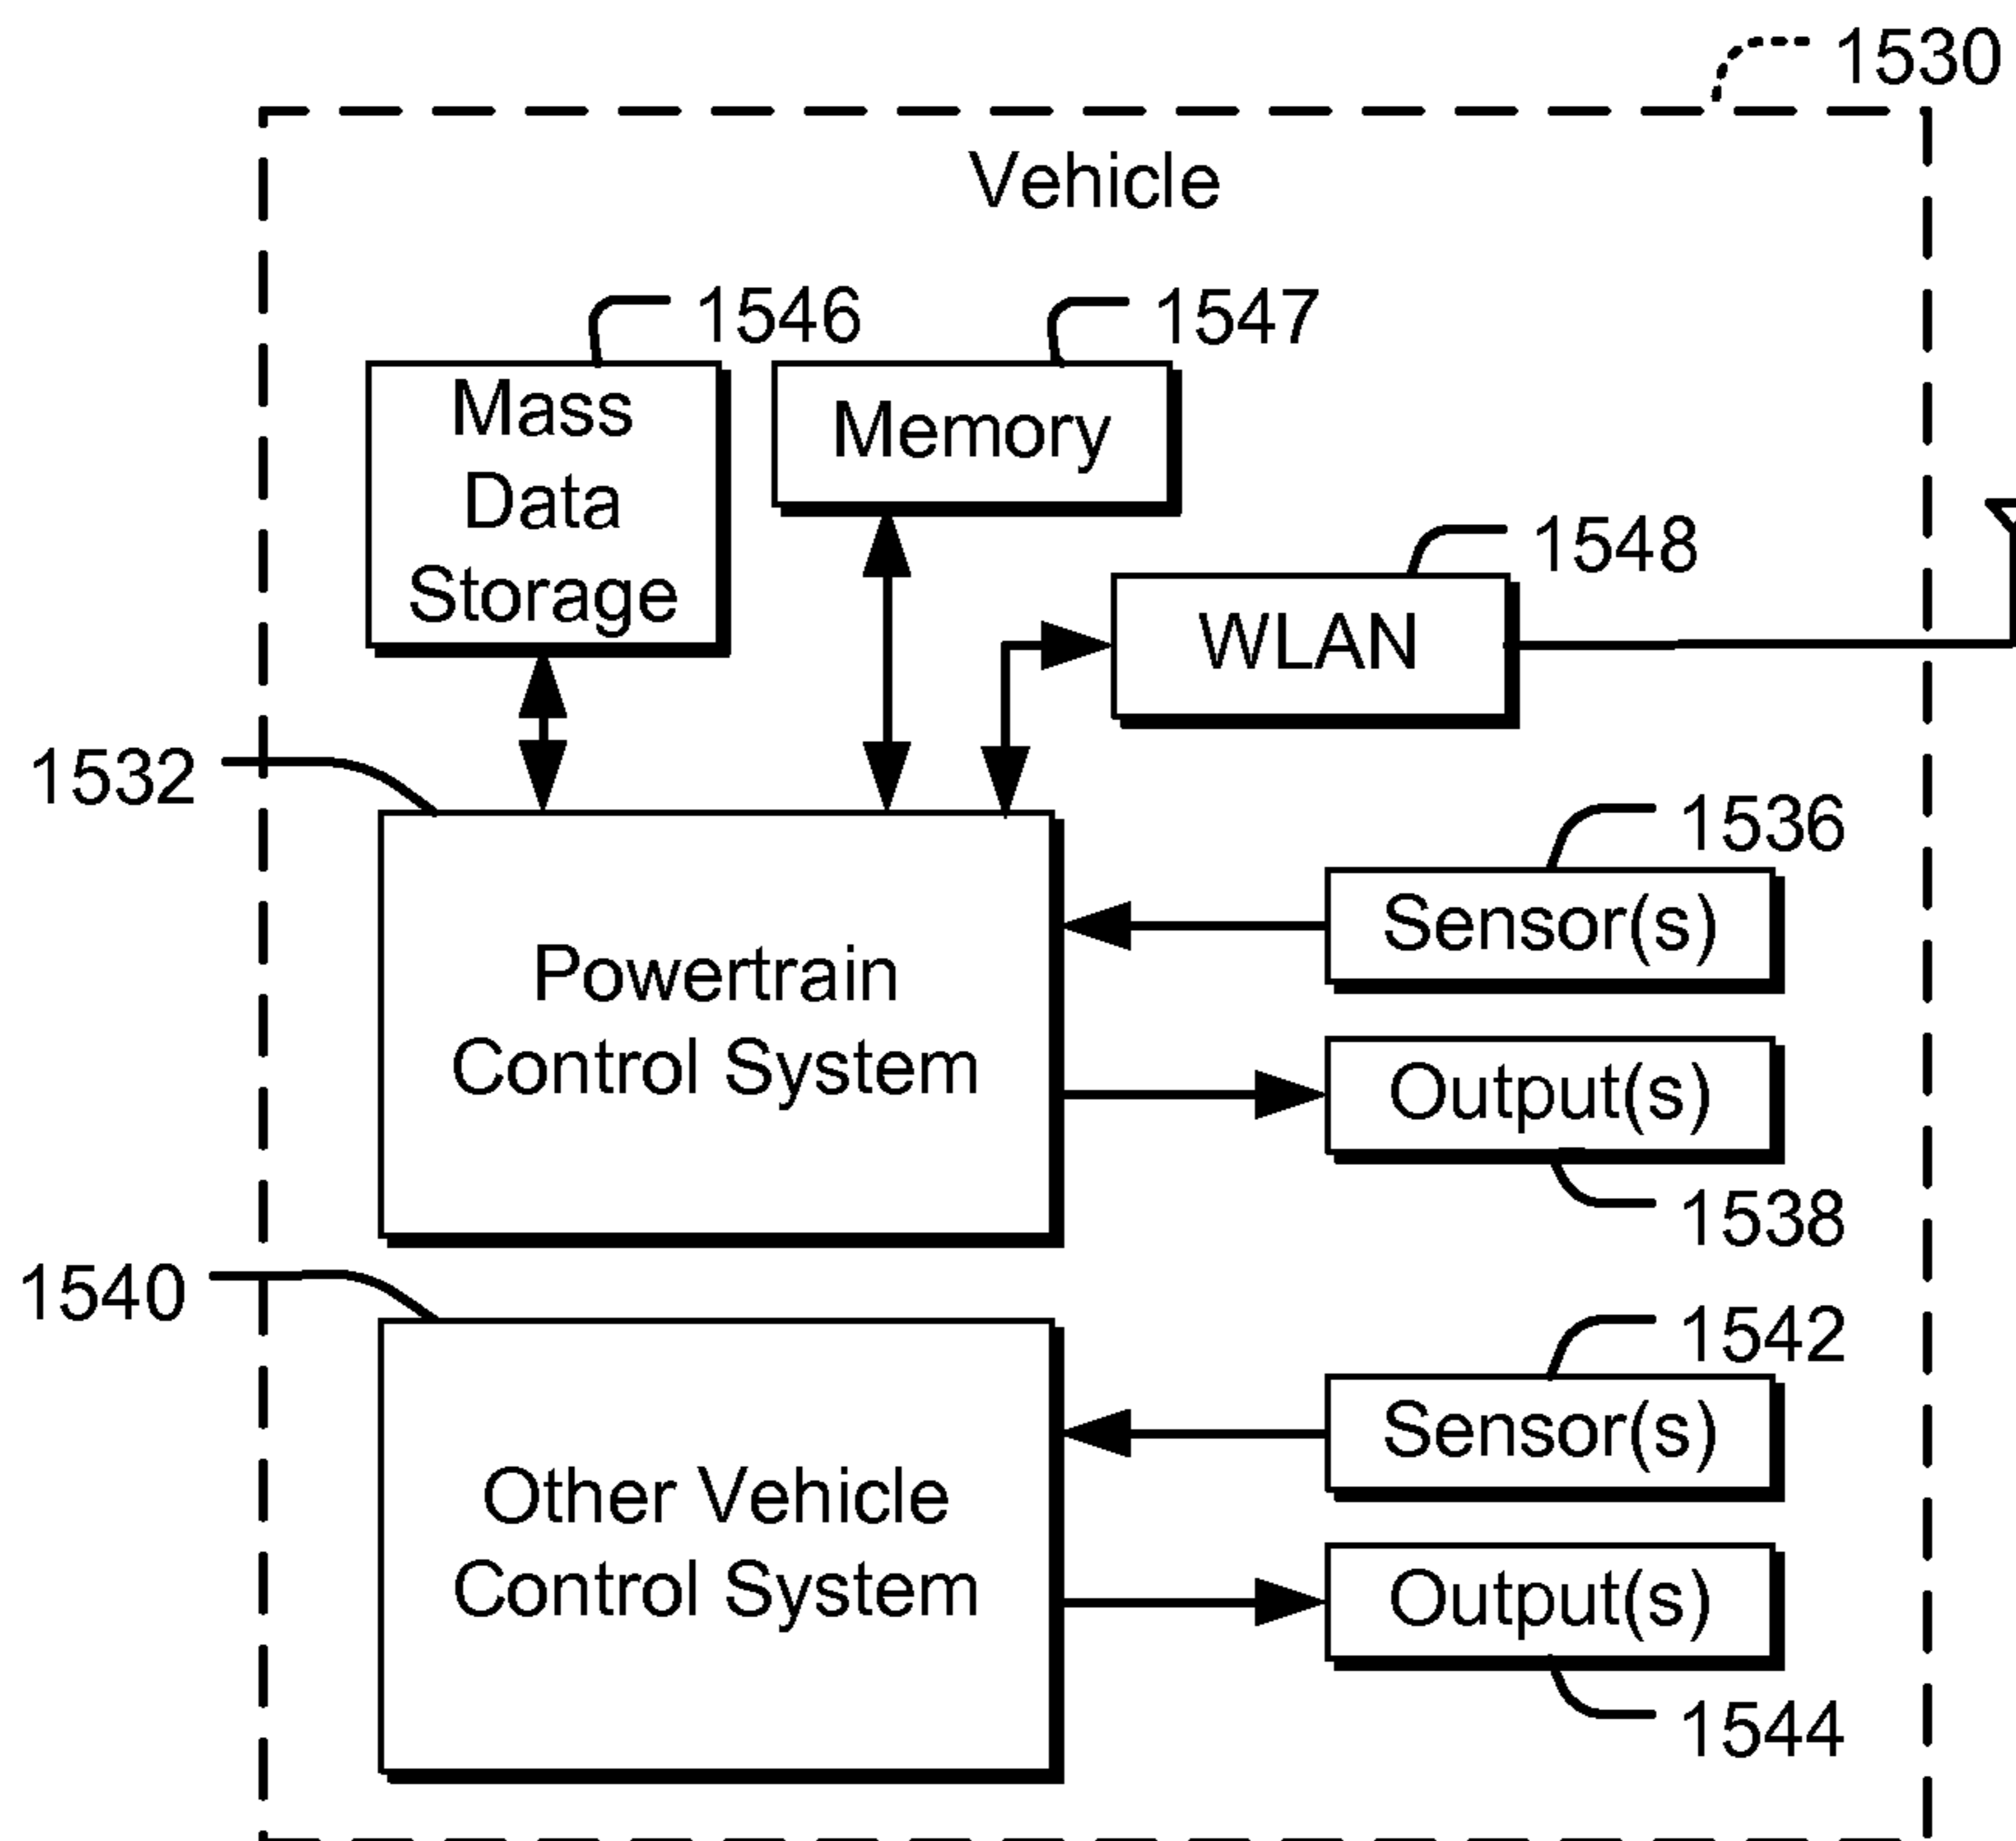 1530
Vehicle
1546
1547
Mass
Data
Storage
Memory
1548
WLAN
1532
1536
Sensor(s)
Powertrain
Control System
Output(s)
1538
1540
1542
Sensor(s)
Other Vehicle
Control System
Output(s)
1544